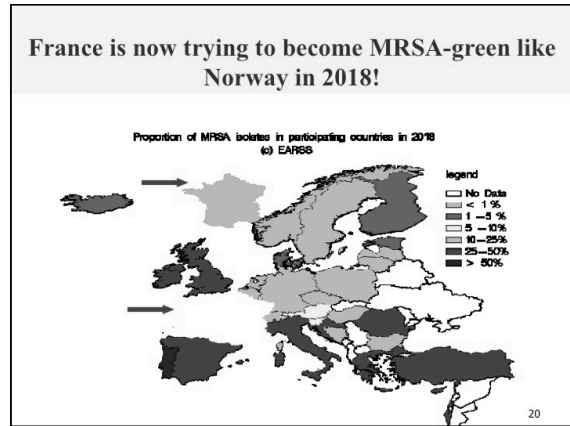 France is now trying to become MRSA-green like
Norway in 2018!
Proportion of MRSA isolates in participating countries in 2018
(c) EARSS
legend
No Data
< 1 %
1 –5 %
5 –10%
10–25%
25–50%
> 50%
20